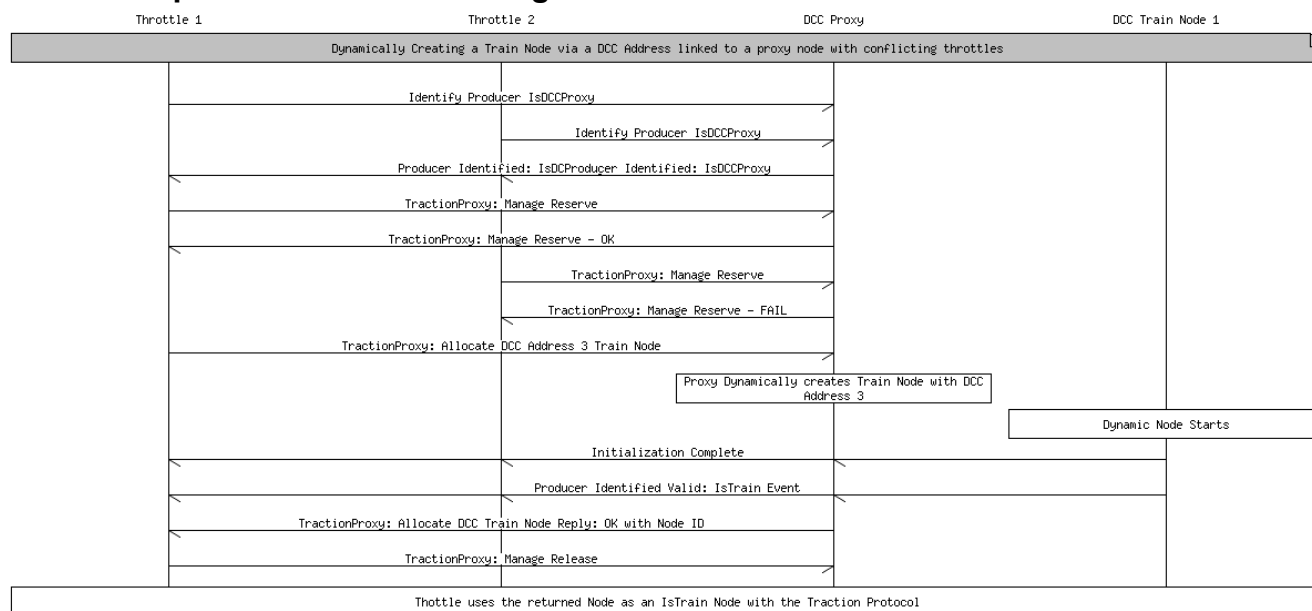 Throttle 1 Throttle 2 DCC Proxy DCC Train Node 1
Dynamically Creating a Train Node via a DCC Address linked to a proxy node with conflicting throttles
Identify Producer IsDCCProxy
Identify Producer IsDCCProxy
Producer Identified: IsDCProducer Identified: IsDCCProxy
TractionProxy: Manage Reserve
TractionProxy: Manage Reserve - OK
TractionProxy: Manage Reserve
TractionProxy: Manage Reserve - FAIL
TractionProxy: Allocate DCC Address 3 Train Node
Proxy Dynamically creates Train Node with DCC
Address 3
Dynamic Node Starts
Initialization Complete
Producer Identified Valid: IsTrain Event
TractionProxy: Allocate DCC Train Node Reply: OK with Node ID
TractionProxy: Manage Release
Thottle uses the returned Node as an IsTrain Node with the Traction Protocol